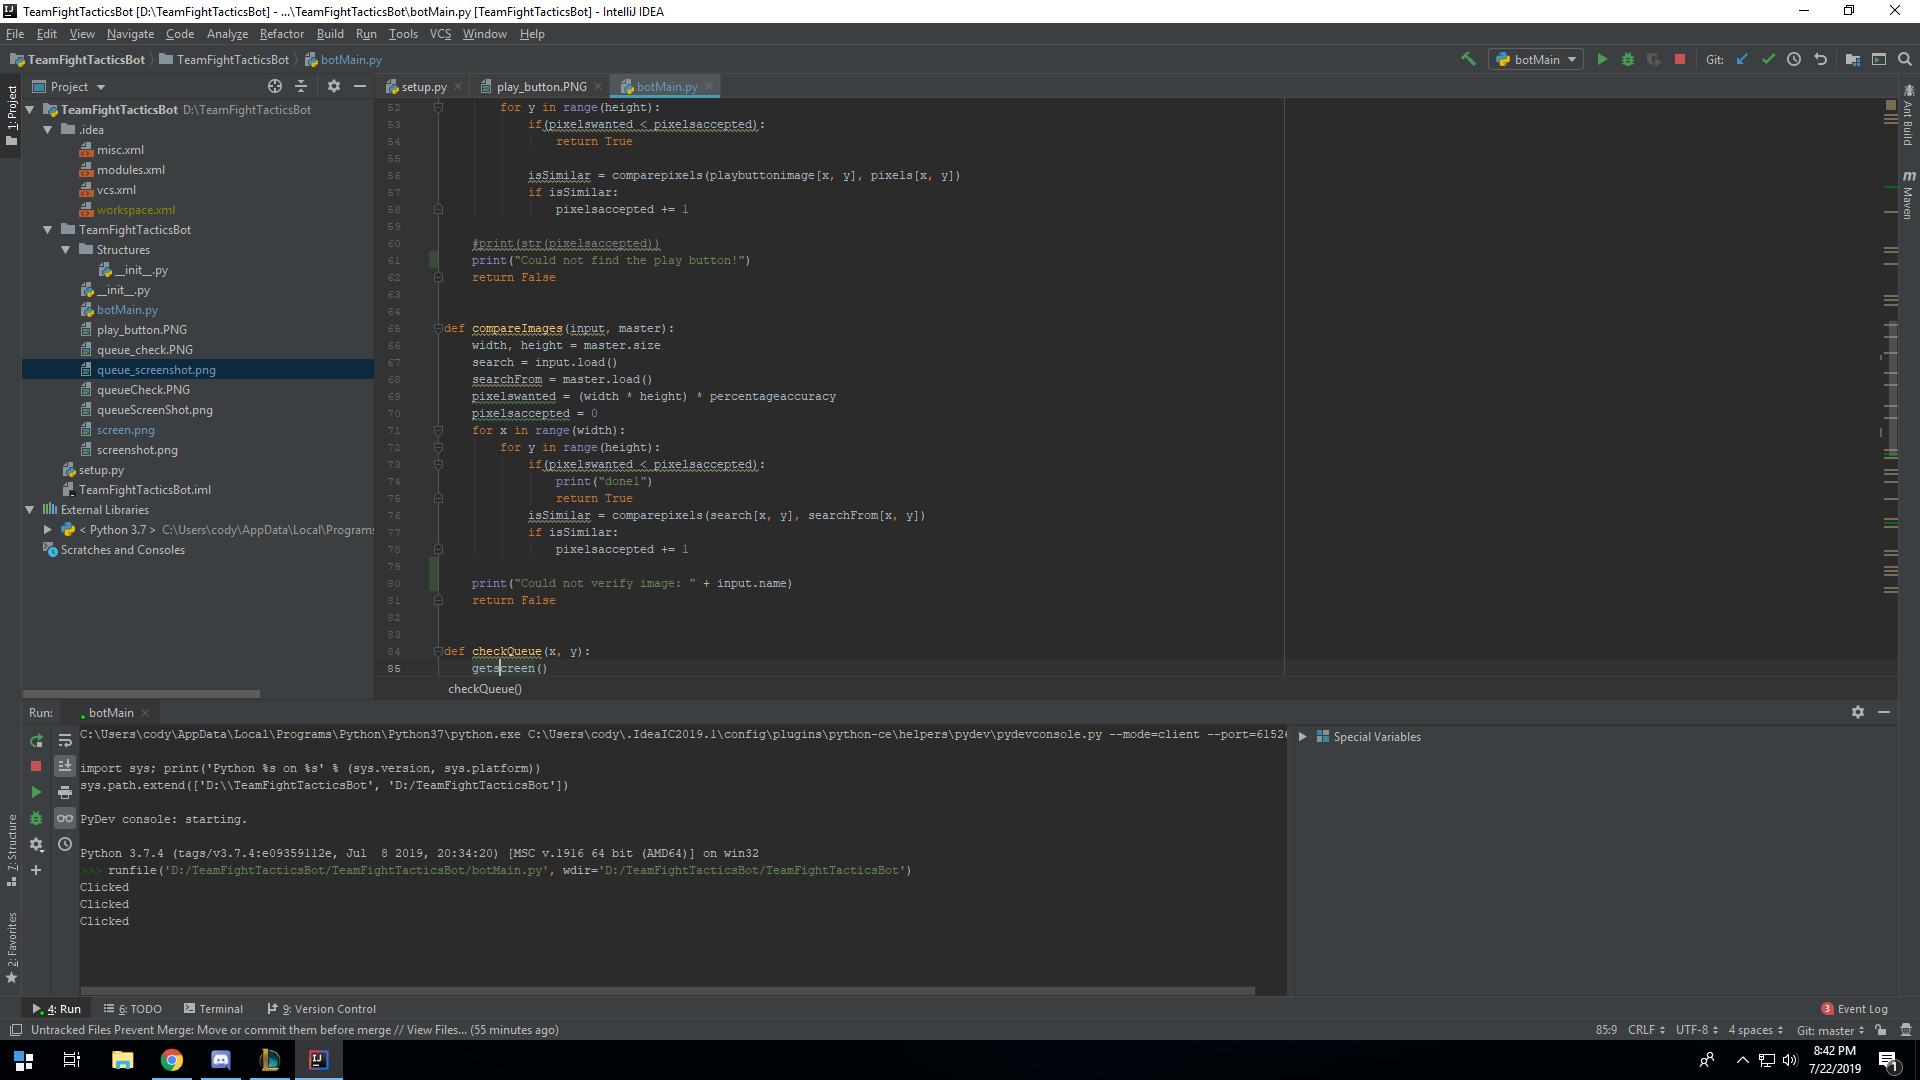 TeamFightTacticsBot [D:\TeamFightTacticsBot] - ...\TeamFightTacticsBot\botMain.py [TeamFightTacticsBot] - IntelliJ IDEA
File Edit View Navigate Code Analyze Refactor Build Run Tools VCS Window Help
TeamFightTacticsBot TeamFightTacticsBot botMain.py
botMain Git:
Project
setup.py play_button.PNG botMain.py
1: Project
TeamFightTacticsBot D:\TeamFightTacticsBot
.idea
misc.xml
modules.xml
vcs.xml
workspace.xml
TeamFightTacticsBot
Structures
__init__.py
__init__.py
botMain.py
play_button.PNG
queue_check.PNG
queue_screenshot.png
queueCheck.PNG
queueScreenShot.png
screen.png
screenshot.png
setup.py
TeamFightTacticsBot.iml
External Libraries
< Python 3.7 > C:\Users\cody\AppData\Local\Programs
Scratches and Consoles
7: Structure
2: Favorites
52 for y in range(height):
53 if(pixelswanted < pixelsaccepted):
54 return True
55
56 isSimilar = comparepixels(playbuttonimage[x, y], pixels[x, y])
57 if isSimilar:
58 pixelsaccepted += 1
59
60 #print(str(pixelsaccepted))
61 print("Could not find the play button!")
62 return False
63
64
65 def compareImages(input, master):
66 width, height = master.size
67 search = input.load()
68 searchFrom = master.load()
69 pixelswanted = (width * height) * percentageaccuracy
70 pixelsaccepted = 0
71 for x in range(width):
72 for y in range(height):
73 if(pixelswanted < pixelsaccepted):
74 print("done1")
75 return True
76 isSimilar = comparepixels(search[x, y], searchFrom[x, y])
77 if isSimilar:
78 pixelsaccepted += 1
79
80 print("Could not verify image: " + input.name)
81 return False
82
83
84 def checkQueue(x, y):
85 getscreen()
checkQueue()
Ant Build
Maven
Run: botMain
C:\Users\cody\AppData\Local\Programs\Python\Python37\python.exe C:\Users\cody\.IdeaIC2019.1\config\plugins\python-ce\helpers\pydev\pydevconsole.py --mode=client --port=61526
import sys; print('Python %s on %s' % (sys.version, sys.platform))
sys.path.extend(['D:\\TeamFightTacticsBot', 'D:/TeamFightTacticsBot'])
PyDev console: starting.
Python 3.7.4 (tags/v3.7.4:e09359112e, Jul  8 2019, 20:34:20) [MSC v.1916 64 bit (AMD64)] on win32
>>> runfile('D:/TeamFightTacticsBot/TeamFightTacticsBot/botMain.py', wdir='D:/TeamFightTacticsBot/TeamFightTacticsBot')
Clicked
Clicked
Clicked
Special Variables
4: Run 6: TODO Terminal 9: Version Control 3 Event Log
Untracked Files Prevent Merge: Move or commit them before merge // View Files... (55 minutes ago) 85:9 CRLF UTF-8 4 spaces Git: master
8:42 PM
7/22/2019
1